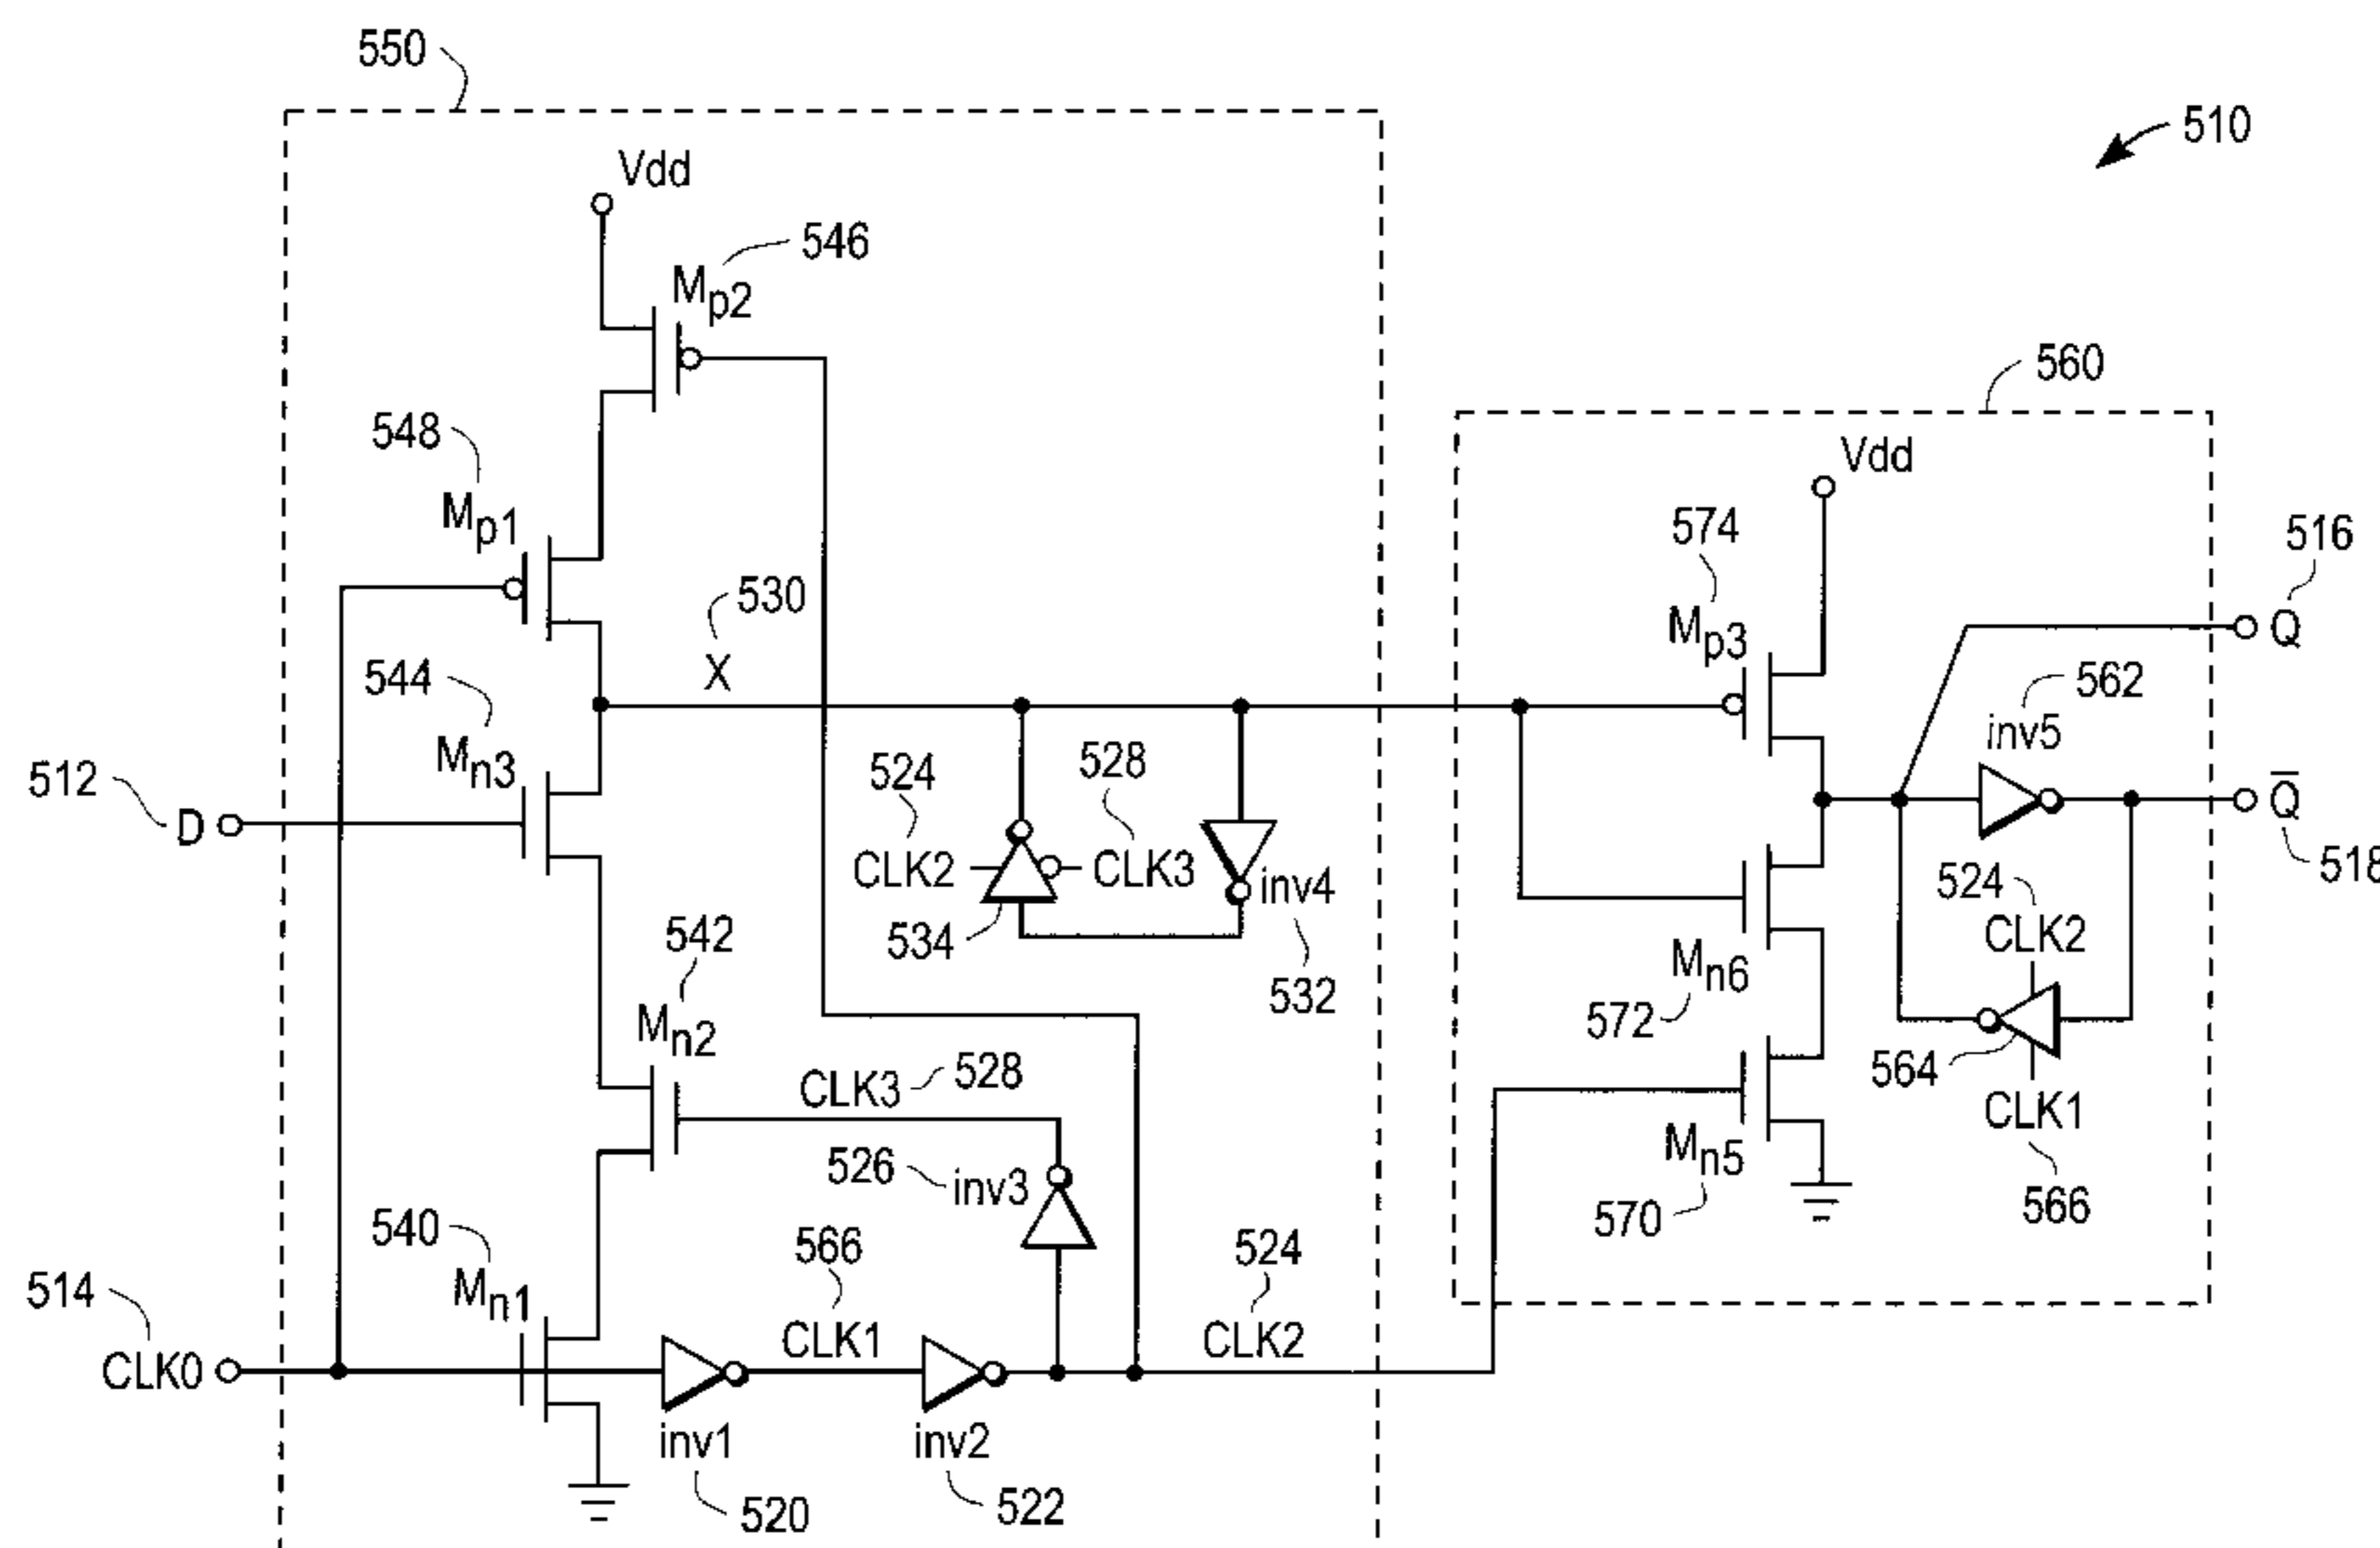 550
510
Vdd
546
Mp2
560
548
Vdd
Mp1
574
516
530
Mp3
Q
544
X
562
Mn3
inv5
512
D
524
528
Q̅
CLK2
CLK3
inv4
518
534
532
542
524
CLK2
Mn2
Mn6
572
CLK3
528
564
CLK1
526
inv3
Mn5
566
570
540
566
524
514
Mn1
CLK0
CLK1
CLK2
inv1
inv2
520
522